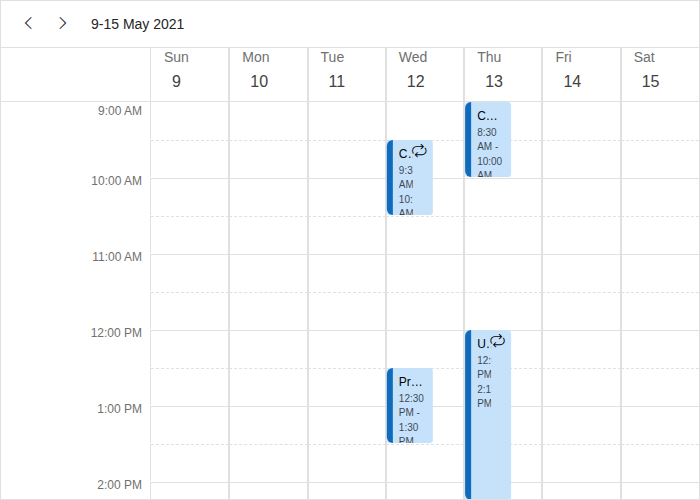 9-15 May 2021
Sun Mon Tue Wed Thu Fri Sat
9 10 11 12 13 14 15
9:00 AM
10:00 AM
11:00 AM
12:00 PM
1:00 PM
2:00 PM
C.
9:3
AM
10:
AM
Pr...
12:30
PM -
1:30
PM
C...
8:30
AM -
10:00
AM
U.
12:
PM
2:1
PM